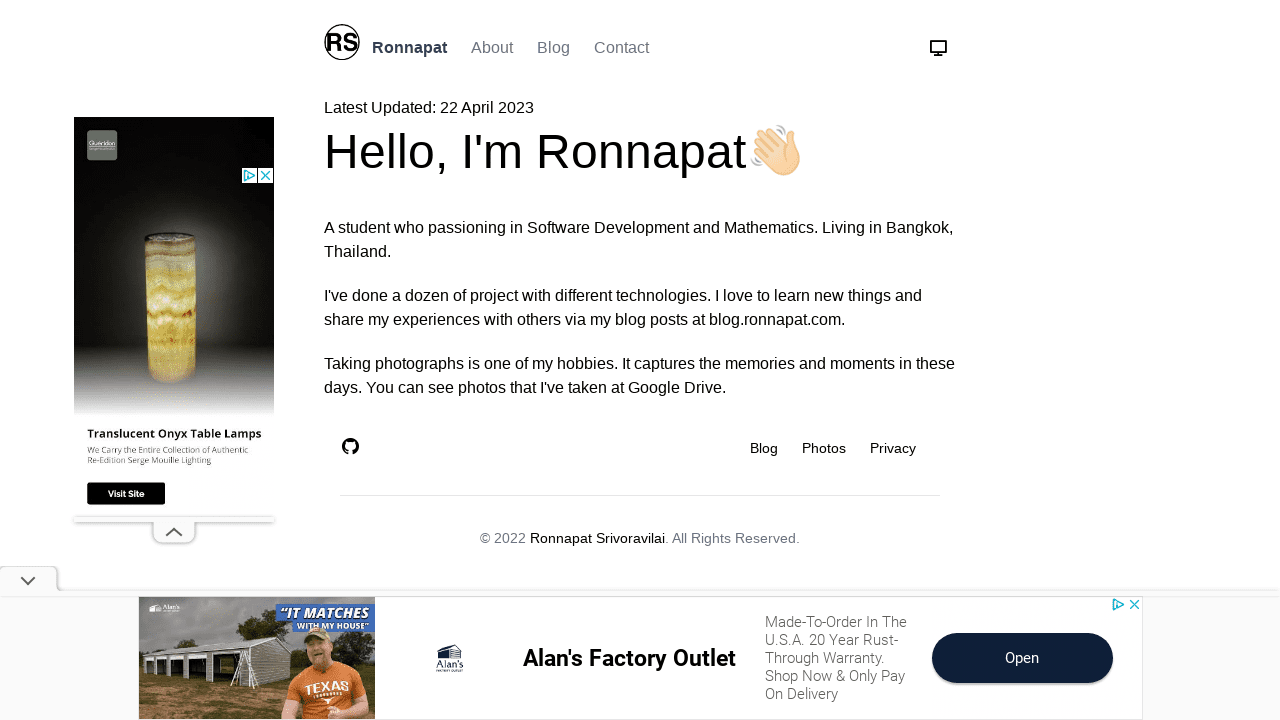 RS
Ronnapat About Blog Contact
Latest Updated: 22 April 2023
Hello, I'm Ronnapat
A student who passioning in Software Development and Mathematics. Living in Bangkok,
Thailand.
I've done a dozen of project with different technologies. I love to learn new things and
share my experiences with others via my blog posts at blog.ronnapat.com.
Taking photographs is one of my hobbies. It captures the memories and moments in these
days. You can see photos that I've taken at Google Drive.
Blog Photos Privacy
© 2022 Ronnapat Srivoravilai. All Rights Reserved.
Guéridon
Translucent Onyx Table Lamps
We Carry the Entire Collection of Authentic
Re-Edition Serge Mouille Lighting
Visit Site
Alan's
"IT MATCHES
WITH MY HOUSE"
TEXAS
Alan's
FACTORY OUTLET
Alan's Factory Outlet
Made-To-Order In The
U.S.A. 20 Year Rust-
Through Warranty.
Shop Now & Only Pay
On Delivery
Open